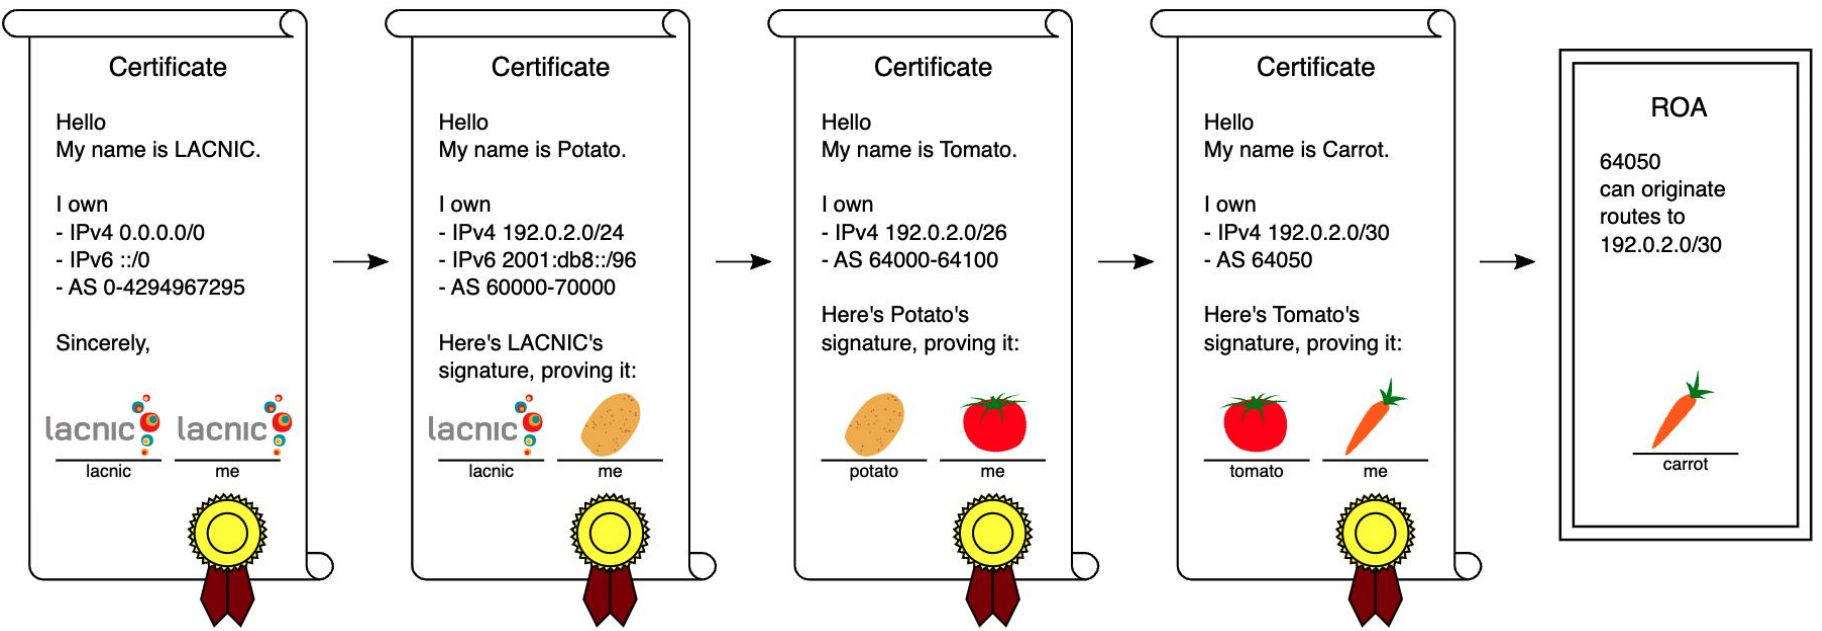 Certificate
Hello
My name is LACNIC.
I own
- IPv4 0.0.0.0/0
- IPv6 ::/0
- AS 0-4294967295
Sincerely,
lacnic lacnic
lacnic me
Certificate
Hello
My name is Potato.
I own
- IPv4 192.0.2.0/24
- IPv6 2001:db8::/96
- AS 60000-70000
Here's LACNIC's
signature, proving it:
lacnic
lacnic me
Certificate
Hello
My name is Tomato.
I own
- IPv4 192.0.2.0/26
- AS 64000-64100
Here's Potato's
signature, proving it:
potato me
Certificate
Hello
My name is Carrot.
I own
- IPv4 192.0.2.0/30
- AS 64050
Here's Tomato's
signature, proving it:
tomato me
ROA
64050
can originate
routes to
192.0.2.0/30
carrot